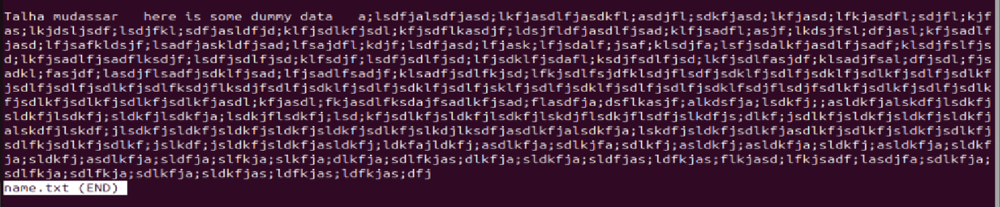 Talha mudassar   here is some dummy data   a;lsdfjalsdfjasd;lkfjasdlfjasdkfl;asdjfl;sdkfjasd;lkfjasd;lfkjasdfl;sdjfl;kjf
as;lkjdsljsdf;lsdjfkl;sdfjasldfjd;klfjsdlkfjsdl;kfjsdflkasdjf;ldsjfldfjasdlfjsad;klfjsadfl;asjf;lkdsjfsl;dfjasl;kfjsadlf
jasd;lfjsafkldsjf;lsadfjaskldfjsad;lfsajdfl;kdjf;lsdfjasd;lfjask;lfjsdalf;jsaf;klsdjfa;lsfjsdalkfjasdlfjsadf;klsdjfslfjs
d;lkfjsadlfjsadflksdjf;lsdfjsdlfjsd;klfsdjf;lsdfjsdlfjsd;lfjsdklfjsdafl;ksdjfsdlfjsd;lkfjsdlfasjdf;klsadjfsal;dfjsdl;fjs
adkl;fasjdf;lasdjflsadfjsdklfjsad;lfjsadlfsadjf;klsadfjsdlfkjsd;lfkjsdlfsjdfklsdjflsdfjsdklfjsdlfjsdklfjsdlkfjsdlfjsdlkf
jsdlfjsdlfjsdlkfjsdlfksdjflksdjfsdlfjsdklfjsdlfjsdklfjsdlfjsklfjsdlfjsdklfjsdlfjsdlfjsdklfsdjflsdjfsdlkfjsdlkfjsdlfjsdlk
fjsdlkfjsdlkfjsdlkfjsdlkfjasdl;kfjasdl;fkjasdlfksdajfsadlkfjsad;flasdfja;dsflkasjf;alkdsfja;lsdkfj;;asldkfjalskdfjlsdkfj
sldkfjlsdkfj;sldkfjlsdkfja;lsdkjflsdkfj;lsd;kfjsdlkfjsldkfjlsdkfjlskdjflsdkjflsdfjslkdfjs;dlkf;jsdlkfjsldkfjsldkfjsldkfj
alskdfjlskdf;jlsdkfjsldkfjsldkfjsldkfjsldkfjsdlkfjslkdjlksdfjasdlkfjalsdkfja;lskdfjsldkfjsdlkfjasdlkfjsdlkfjsldkfjsdlkfj
sdlfkjsdlkfjsdlkf;jslkdf;jsldkfjsldkfjasldkfj;ldkfajldkfj;asdlkfja;sdlkjfa;sdlkfj;asldkfj;asldkfja;sldkfj;asldkfja;sldkf
ja;sldkfj;asdlkfja;sldfja;slfkja;slkfja;dlkfja;sdlfkjas;dlkfja;sldkfja;sldfjas;ldfkjas;flkjasd;lfkjsadf;lasdjfa;sdlkfja;
sdlfkja;sdlfkja;sdlkfja;sldkfjas;ldfkjas;ldfkjas;dfj
name.txt (END)